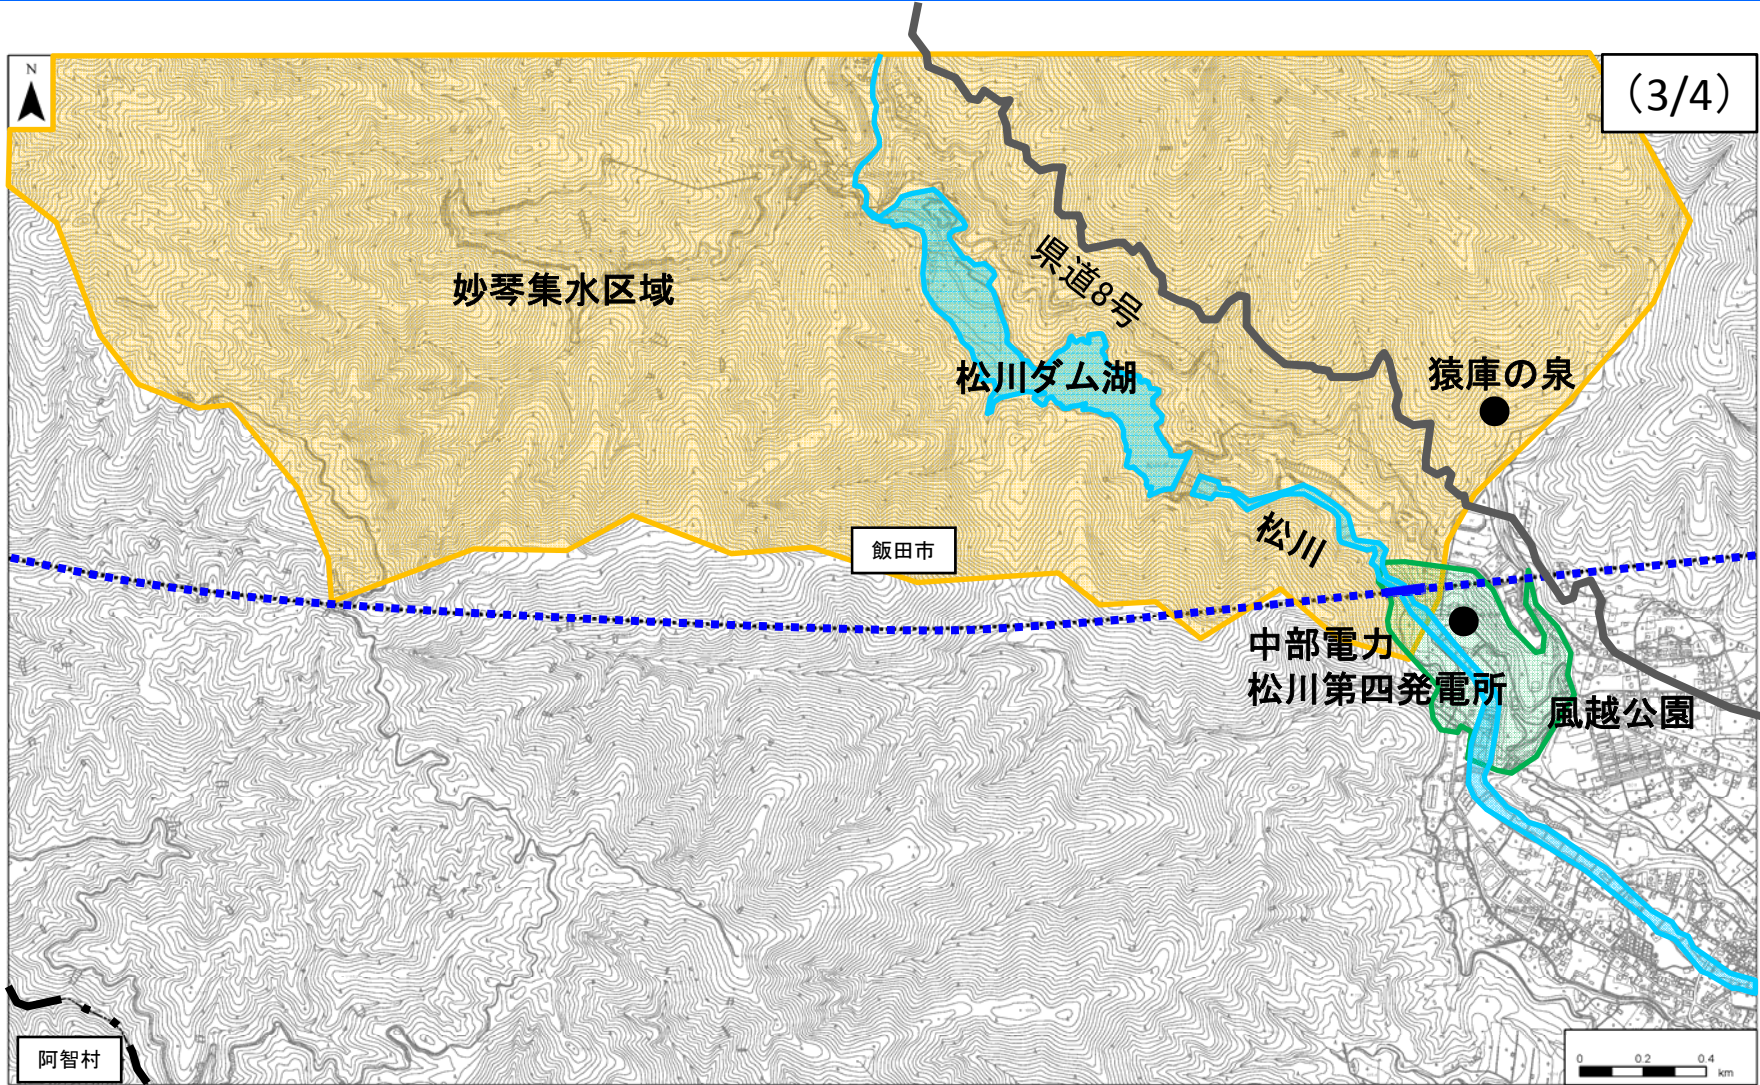 N
(3/4)
県道8号
妙琴集水区域
松川ダム湖
猿庫の泉
松川
飯田市
中部電力
松川第四発電所
風越公園
阿智村
0 0.2 0.4
km